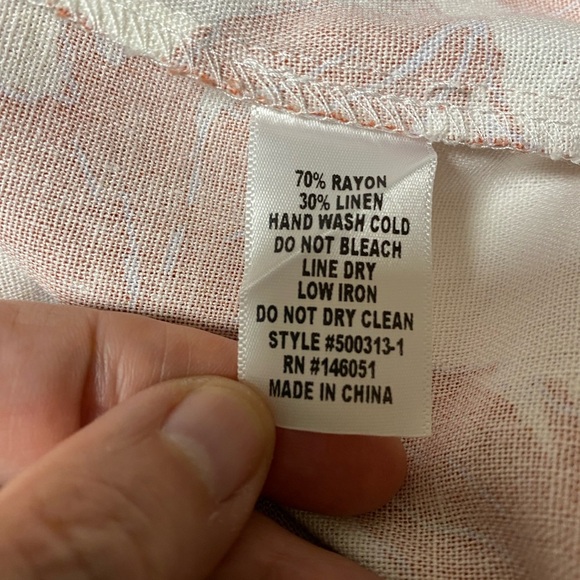 70% RAYON
30% LINEN
HAND WASH COLD
DO NOT BLEACH
LINE DRY
LOW IRON
DO NOT DRY CLEAN
STYLE #500313-1
RN #146051
MADE IN CHINA